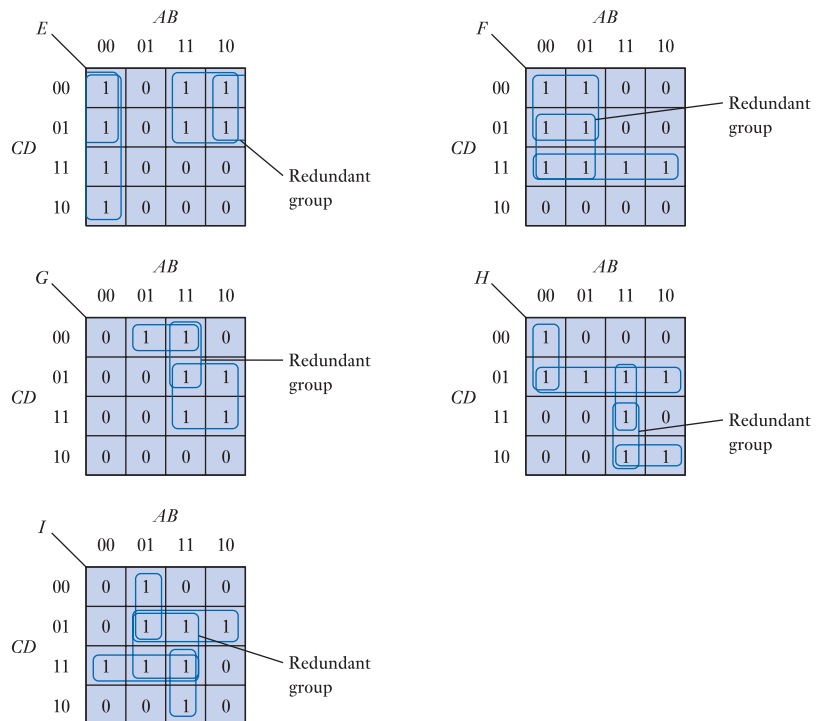 AB
E
00 01 11 10
00 1 0 1 1
01 1 0 1 1
CD
11 1 0 0 0
10 1 0 0 0
Redundant
group
AB
F
00 01 11 10
00 1 1 0 0
01 1 1 0 0
CD
11 1 1 1 1
10 0 0 0 0
Redundant
group
AB
G
00 01 11 10
00 0 1 1 0
01 0 0 1 1
CD
11 0 0 1 1
10 0 0 0 0
Redundant
group
AB
H
00 01 11 10
00 1 0 0 0
01 1 1 1 1
CD
11 0 0 1 0
10 0 0 1 1
Redundant
group
AB
I
00 01 11 10
00 0 1 0 0
01 0 1 1 1
CD
11 1 1 1 0
10 0 0 1 0
Redundant
group